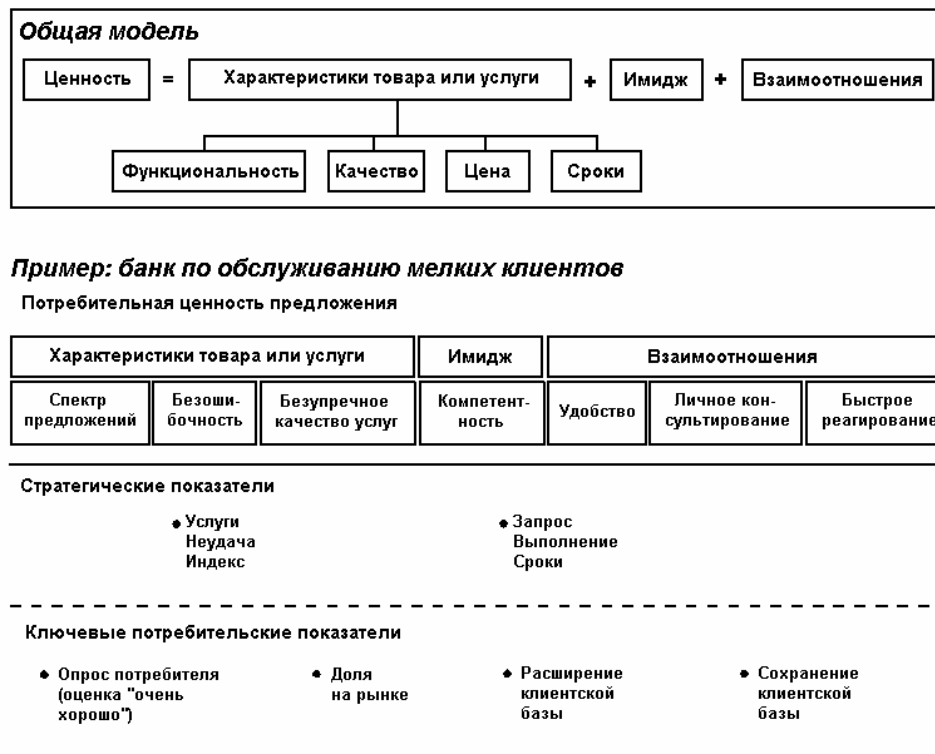 Общая модель
Ценность = Характеристики товара или услуги + Имидж + Взаимоотношения
Функциональность Качество Цена Сроки
Пример: банк по обслуживанию мелких клиентов
Потребительная ценность предложения
Характеристики товара или услуги Имидж Взаимоотношения
Спектр Безоши- Безупречное Компетент- Удобство Личное кон- Быстрое
предложений бочность качество услуг ность сультирование реагирование
Стратегические показатели
• Услуги • Запрос
Неудача Выполнение
Индекс Сроки
Ключевые потребительские показатели
• Опрос потребителя • Доля • Расширение • Сохранение
(оценка "очень на рынке клиентской клиентской
хорошо") базы базы